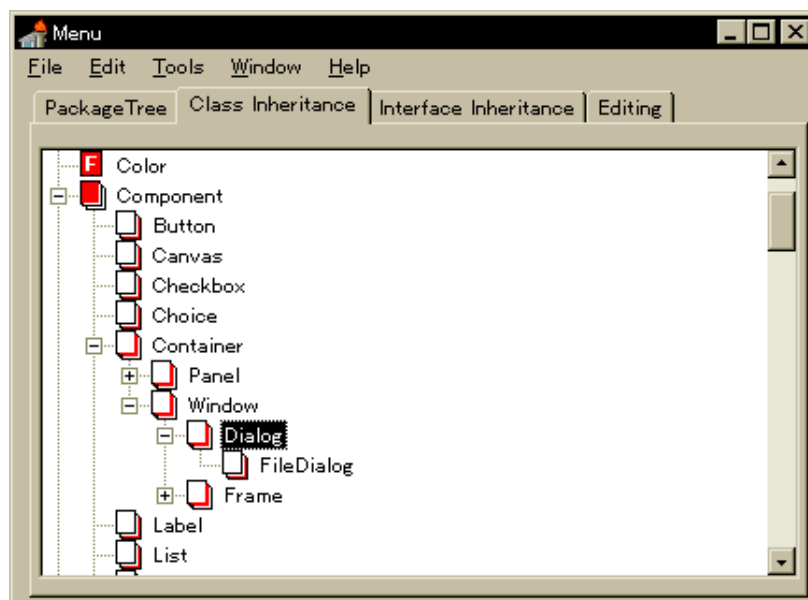 Menu
File Edit Tools Window Help
PackageTree Class Inheritance Interface Inheritance Editing
F Color
Component
Button
Canvas
Checkbox
Choice
Container
Panel
Window
Dialog
FileDialog
Frame
Label
List